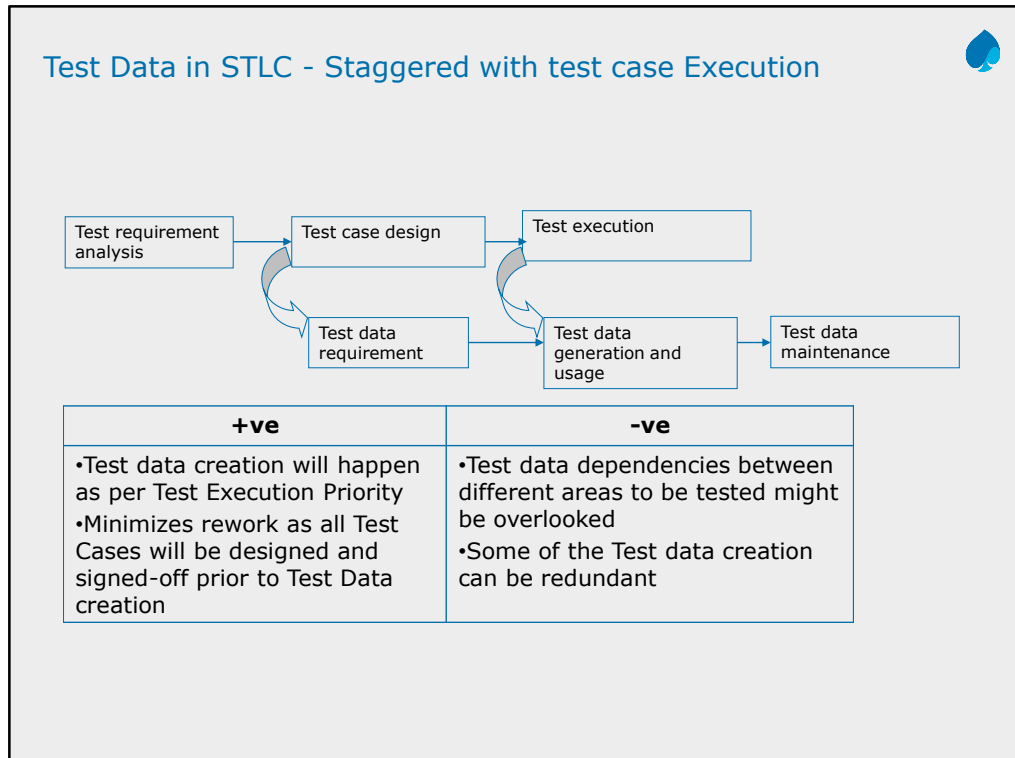 Test Data in STLC - Staggered with test case Execution
Test requirement
analysis
Test case design
Test execution
Test data
requirement
Test data
generation and
usage
Test data
maintenance
+ve
-ve
•Test data creation will happen
as per Test Execution Priority
•Minimizes rework as all Test
Cases will be designed and
signed-off prior to Test Data
creation
•Test data dependencies between
different areas to be tested might
be overlooked
•Some of the Test data creation
can be redundant